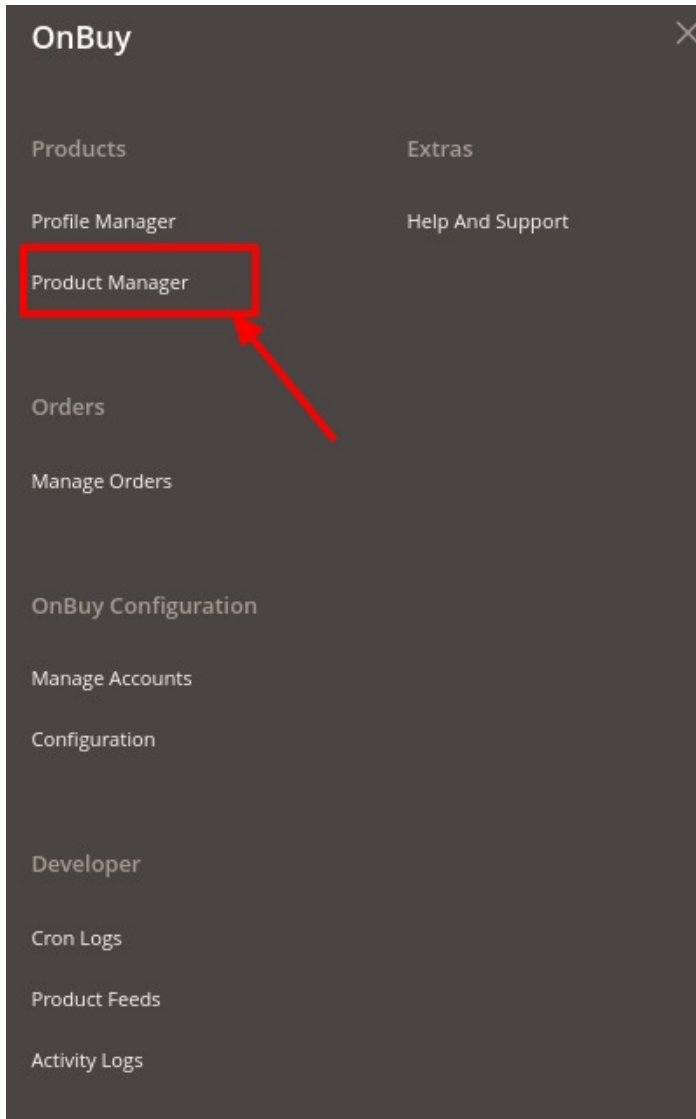 OnBuy
Products
Profile Manager
Product Manager
Extras
Help And Support
Orders
Manage Orders
OnBuy Configuration
Manage Accounts
Configuration
Developer
Cron Logs
Product Feeds
Activity Logs